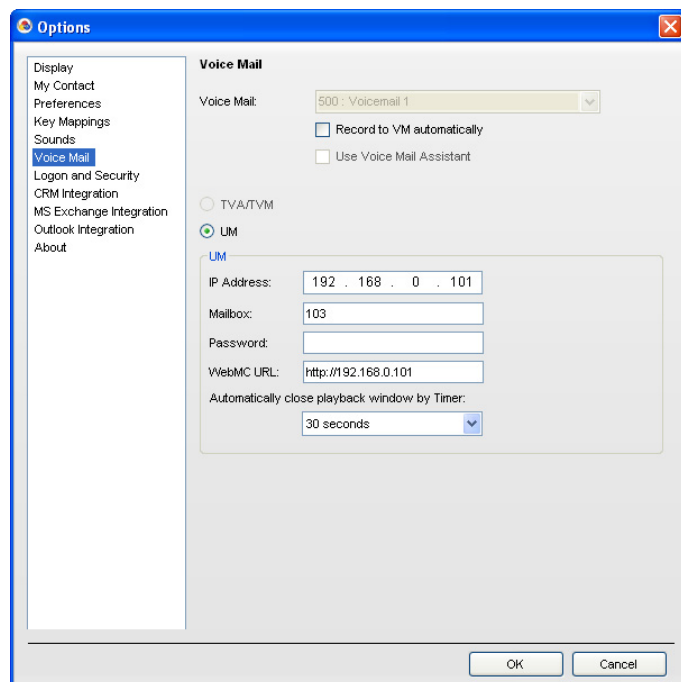 Options
Display
My Contact
Preferences
Key Mappings
Sounds
Voice Mail
Logon and Security
CRM Integration
MS Exchange Integration
Outlook Integration
About
Voice Mail
Voice Mail: 500 : Voicemail 1
Record to VM automatically
Use Voice Mail Assistant
TVA/TVM
UM
UM
IP Address: 192 . 168 . 0 . 101
Mailbox: 103
Password:
WebMC URL: http://192.168.0.101
Automatically close playback window by Timer:
30 seconds
OK Cancel